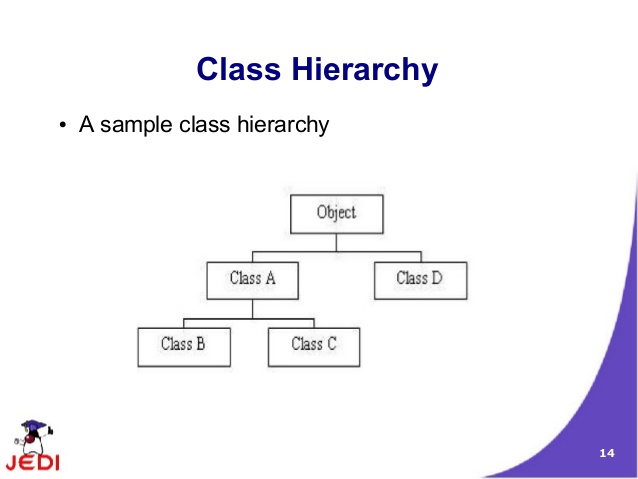 Class Hierarchy
• A sample class hierarchy
Object
Class A
Class D
Class B
Class C
14
JEDI